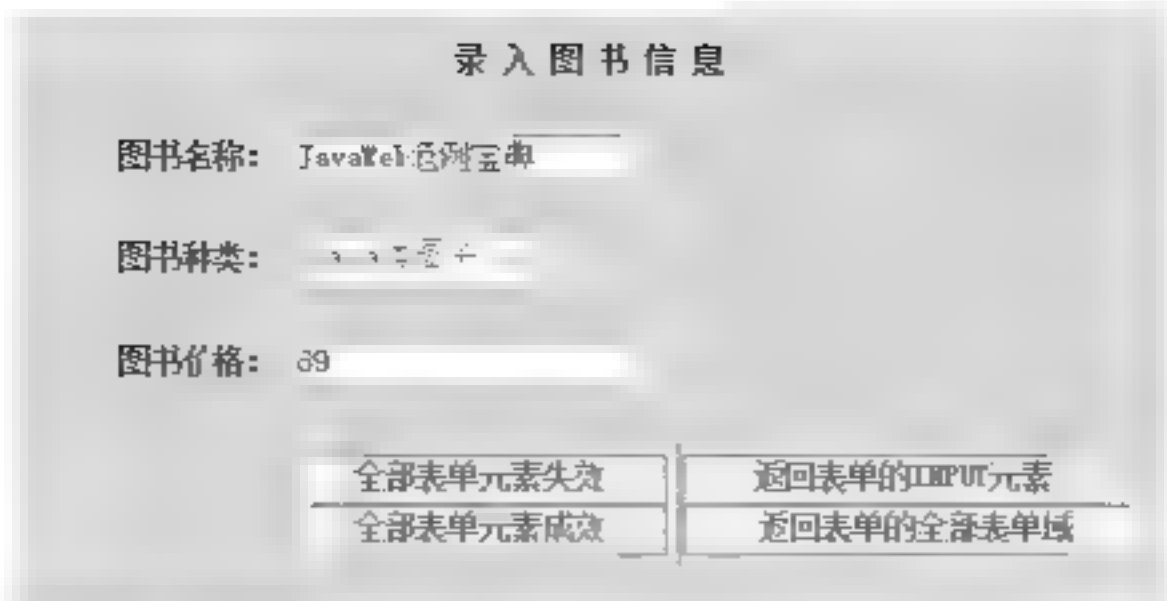 录入图书信息
图书名称： JavaWeb
图书种类：
图书价格： 89
全部表单元素失效 返回表单的INPUT元素
全部表单元素成效 返回表单的全部表单域